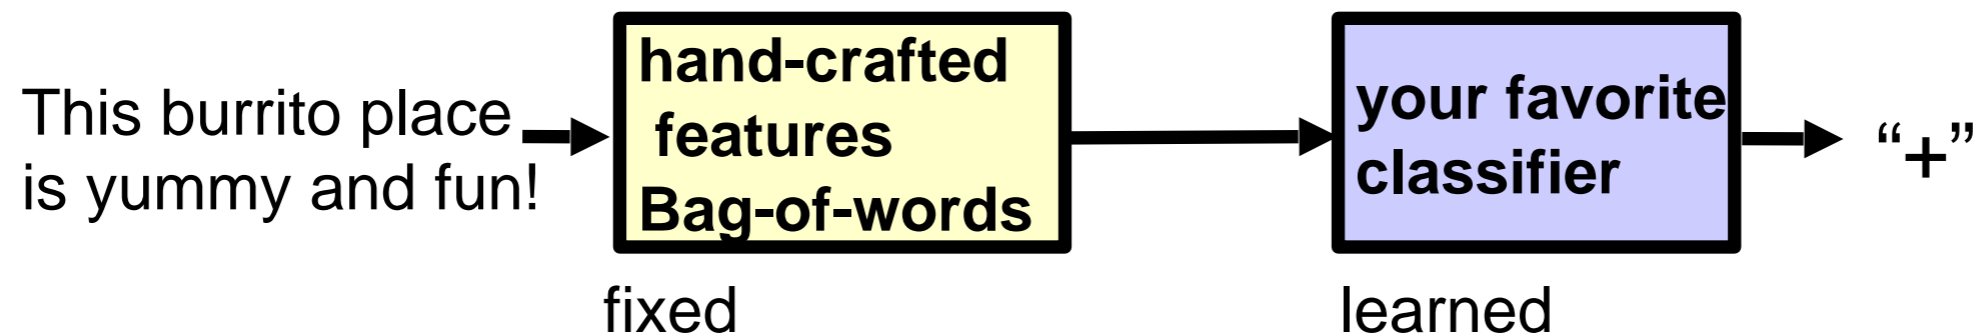 This burrito place
is yummy and fun!
hand-crafted
features
Bag-of-words
your favorite
classifier
“+”
fixed
learned